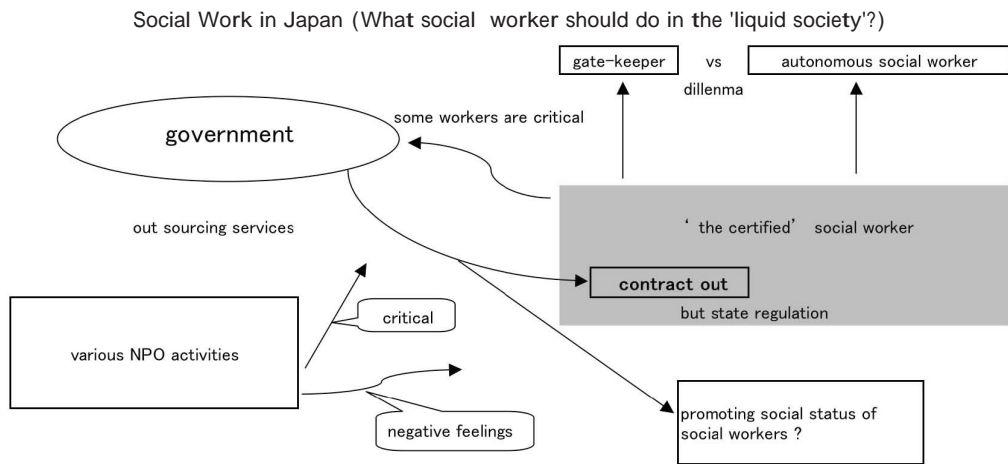 Social Work in Japan (What social worker should do in the 'liquid society'?)
gate-keeper vs autonomous social worker
dillenma
some workers are critical
government
out sourcing services
‘the certified’ social worker
contract out
but state regulation
critical
various NPO activities
negative feelings
promoting social status of
social workers ?